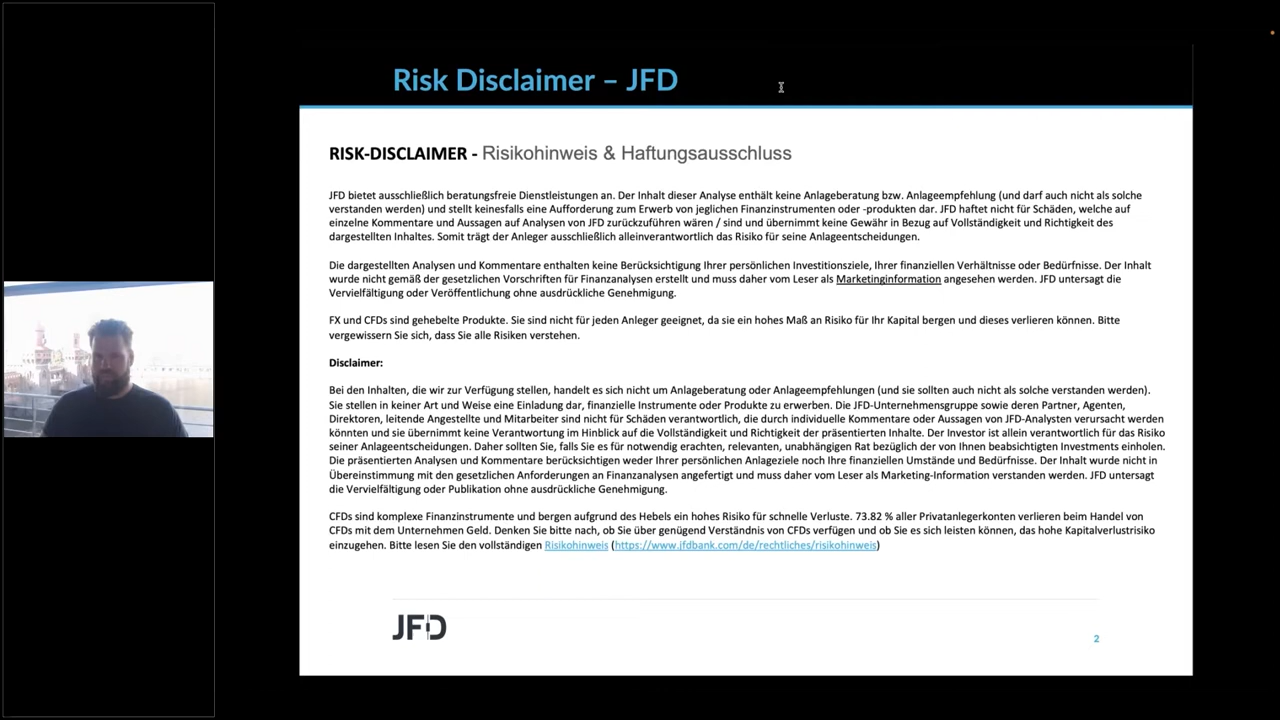 Risk Disclaimer – JFD
RISK-DISCLAIMER - Risikohinweis & Haftungsausschluss
JFD bietet ausschließlich beratungsfreie Dienstleistungen an. Der Inhalt dieser Analyse enthält keine Anlageberatung bzw. Anlageempfehlung (und darf auch nicht als solche
verstanden werden) und stellt keinesfalls eine Aufforderung zum Erwerb von jeglichen Finanzinstrumenten oder -produkten dar. JFD haftet nicht für Schäden, welche auf
einzelne Kommentare und Aussagen auf Analysen von JFD zurückzuführen wären / sind und übernimmt keine Gewähr in Bezug auf Vollständigkeit und Richtigkeit des
dargestellten Inhaltes. Somit trägt der Anleger ausschließlich alleinverantwortlich das Risiko für seine Anlageentscheidungen.
Die dargestellten Analysen und Kommentare enthalten keine Berücksichtigung Ihrer persönlichen Investitionsziele, Ihrer finanziellen Verhältnisse oder Bedürfnisse. Der Inhalt
wurde nicht gemäß der gesetzlichen Vorschriften für Finanzanalysen erstellt und muss daher vom Leser als Marketinginformation angesehen werden. JFD untersagt die
Vervielfältigung oder Veröffentlichung ohne ausdrückliche Genehmigung.
FX und CFDs sind gehebelte Produkte. Sie sind nicht für jeden Anleger geeignet, da sie ein hohes Maß an Risiko für Ihr Kapital bergen und dieses verlieren können. Bitte
vergewissern Sie sich, dass Sie alle Risiken verstehen.
Disclaimer:
Bei den Inhalten, die wir zur Verfügung stellen, handelt es sich nicht um Anlageberatung oder Anlageempfehlungen (und sie sollten auch nicht als solche verstanden werden).
Sie stellen in keiner Art und Weise eine Einladung dar, finanzielle Instrumente oder Produkte zu erwerben. Die JFD-Unternehmensgruppe sowie deren Partner, Agenten,
Direktoren, leitende Angestellte und Mitarbeiter sind nicht für Schäden verantwortlich, die durch individuelle Kommentare oder Aussagen von JFD-Analysten verursacht werden
könnten und sie übernimmt keine Verantwortung im Hinblick auf die Vollständigkeit und Richtigkeit der präsentierten Inhalte. Der Investor ist allein verantwortlich für das Risiko
seiner Anlageentscheidungen. Daher sollten Sie, falls Sie es für notwendig erachten, relevanten, unabhängigen Rat bezüglich der von Ihnen beabsichtigten Investments einholen.
Die präsentierten Analysen und Kommentare berücksichtigen weder Ihrer persönlichen Anlageziele noch Ihre finanziellen Umstände und Bedürfnisse. Der Inhalt wurde nicht in
Übereinstimmung mit den gesetzlichen Anforderungen an Finanzanalysen angefertigt und muss daher vom Leser als Marketing-Information verstanden werden. JFD untersagt
die Vervielfältigung oder Publikation ohne ausdrückliche Genehmigung.
CFDs sind komplexe Finanzinstrumente und bergen aufgrund des Hebels ein hohes Risiko für schnelle Verluste. 73.82 % aller Privatanlegerkonten verlieren beim Handel von
CFDs mit dem Unternehmen Geld. Denken Sie bitte nach, ob Sie über genügend Verständnis von CFDs verfügen und ob Sie es sich leisten können, das hohe Kapitalverlustrisiko
einzugehen. Bitte lesen Sie den vollständigen Risikohinweis (https://www.jfdbank.com/de/rechtliches/risikohinweis)
JFD
2